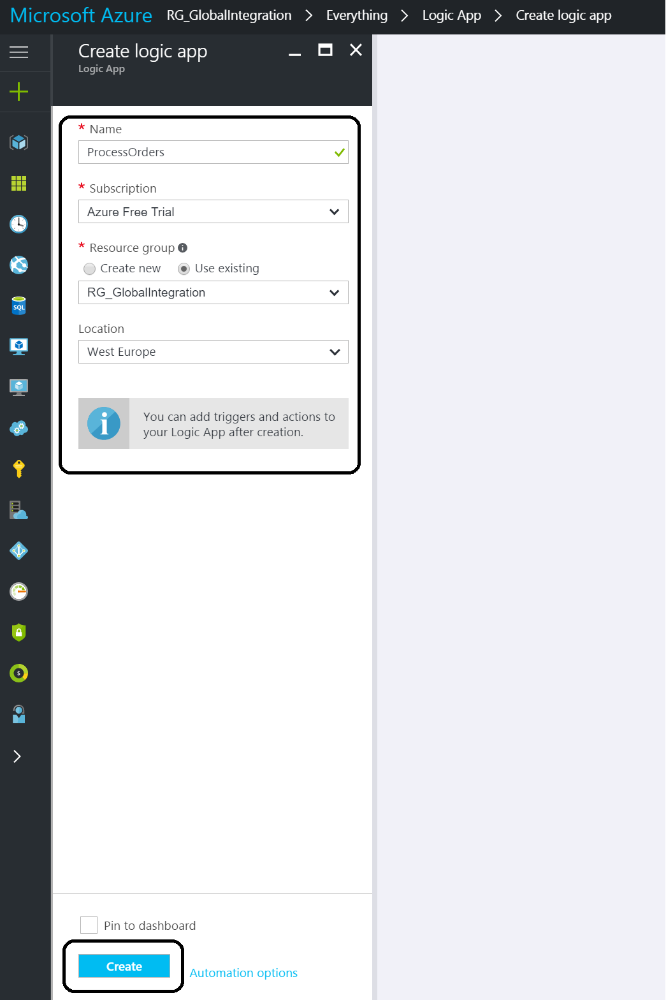 Microsoft Azure RG_GlobalIntegration > Everything > Logic App > Create logic app
Create logic app
Logic App
* Name
ProcessOrders
* Subscription
Azure Free Trial
* Resource group
Create new Use existing
RG_GlobalIntegration
Location
West Europe
You can add triggers and actions to
your Logic App after creation.
SQL
$
Pin to dashboard
Create Automation options